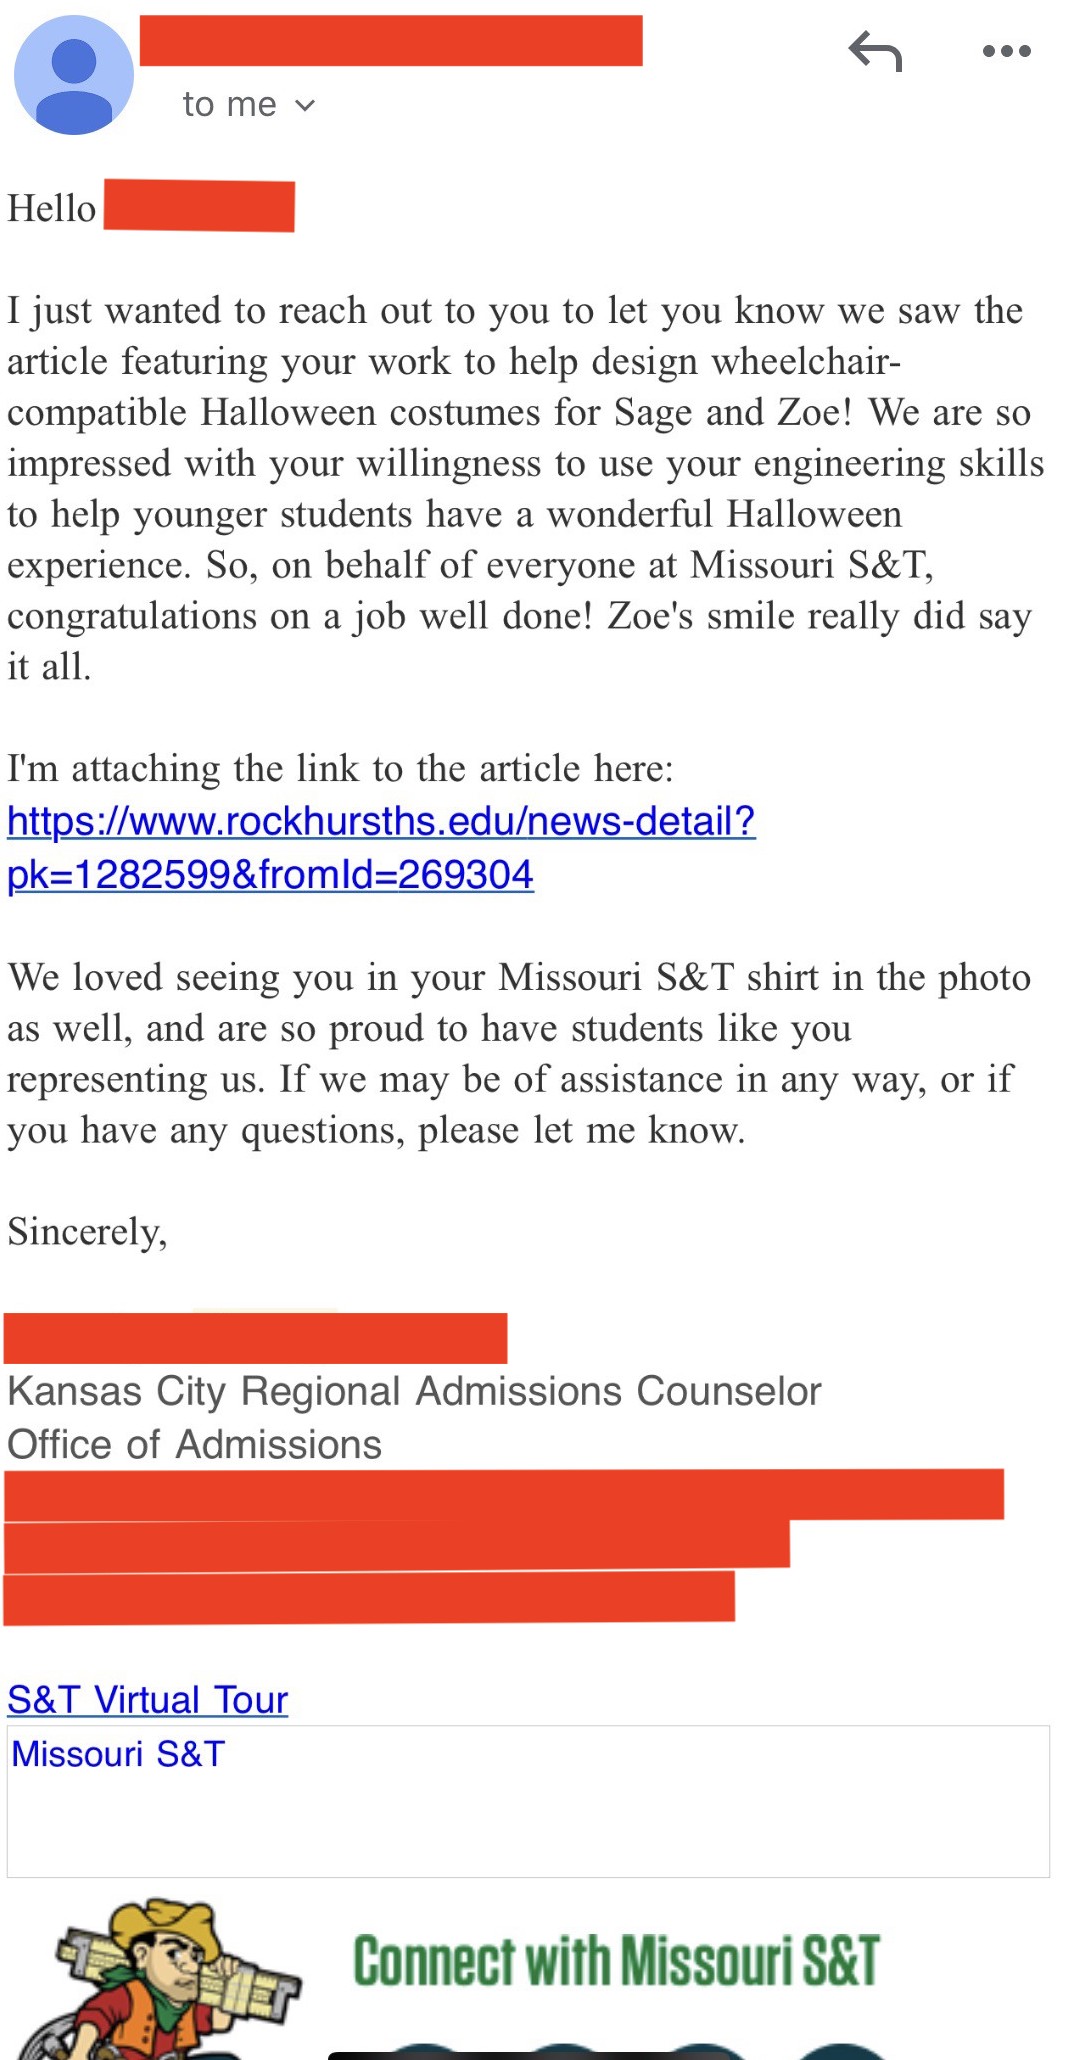 to me
Hello
I just wanted to reach out to you to let you know we saw the
article featuring your work to help design wheelchair-
compatible Halloween costumes for Sage and Zoe! We are so
impressed with your willingness to use your engineering skills
to help younger students have a wonderful Halloween
experience. So, on behalf of everyone at Missouri S&T,
congratulations on a job well done! Zoe's smile really did say
it all.
I'm attaching the link to the article here:
https://www.rockhursths.edu/news-detail?
pk=1282599&fromId=269304
We loved seeing you in your Missouri S&T shirt in the photo
as well, and are so proud to have students like you
representing us. If we may be of assistance in any way, or if
you have any questions, please let me know.
Sincerely,
Kansas City Regional Admissions Counselor
Office of Admissions
S&T Virtual Tour
Missouri S&T
Connect with Missouri S&T